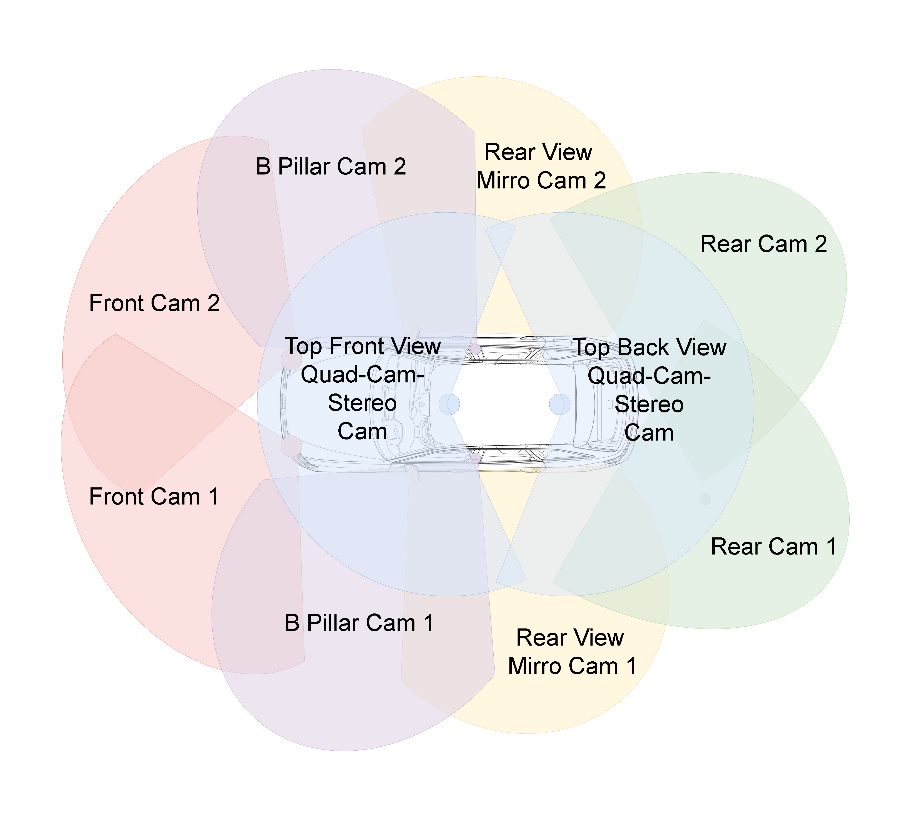 B Pillar Cam 2
Rear View
Mirro Cam 2
Rear Cam 2
Front Cam 2
Top Front View
Quad-Cam-
Stereo
Cam
Top Back View
Quad-Cam-
Stereo
Cam
Front Cam 1
Rear Cam 1
B Pillar Cam 1
Rear View
Mirro Cam 1